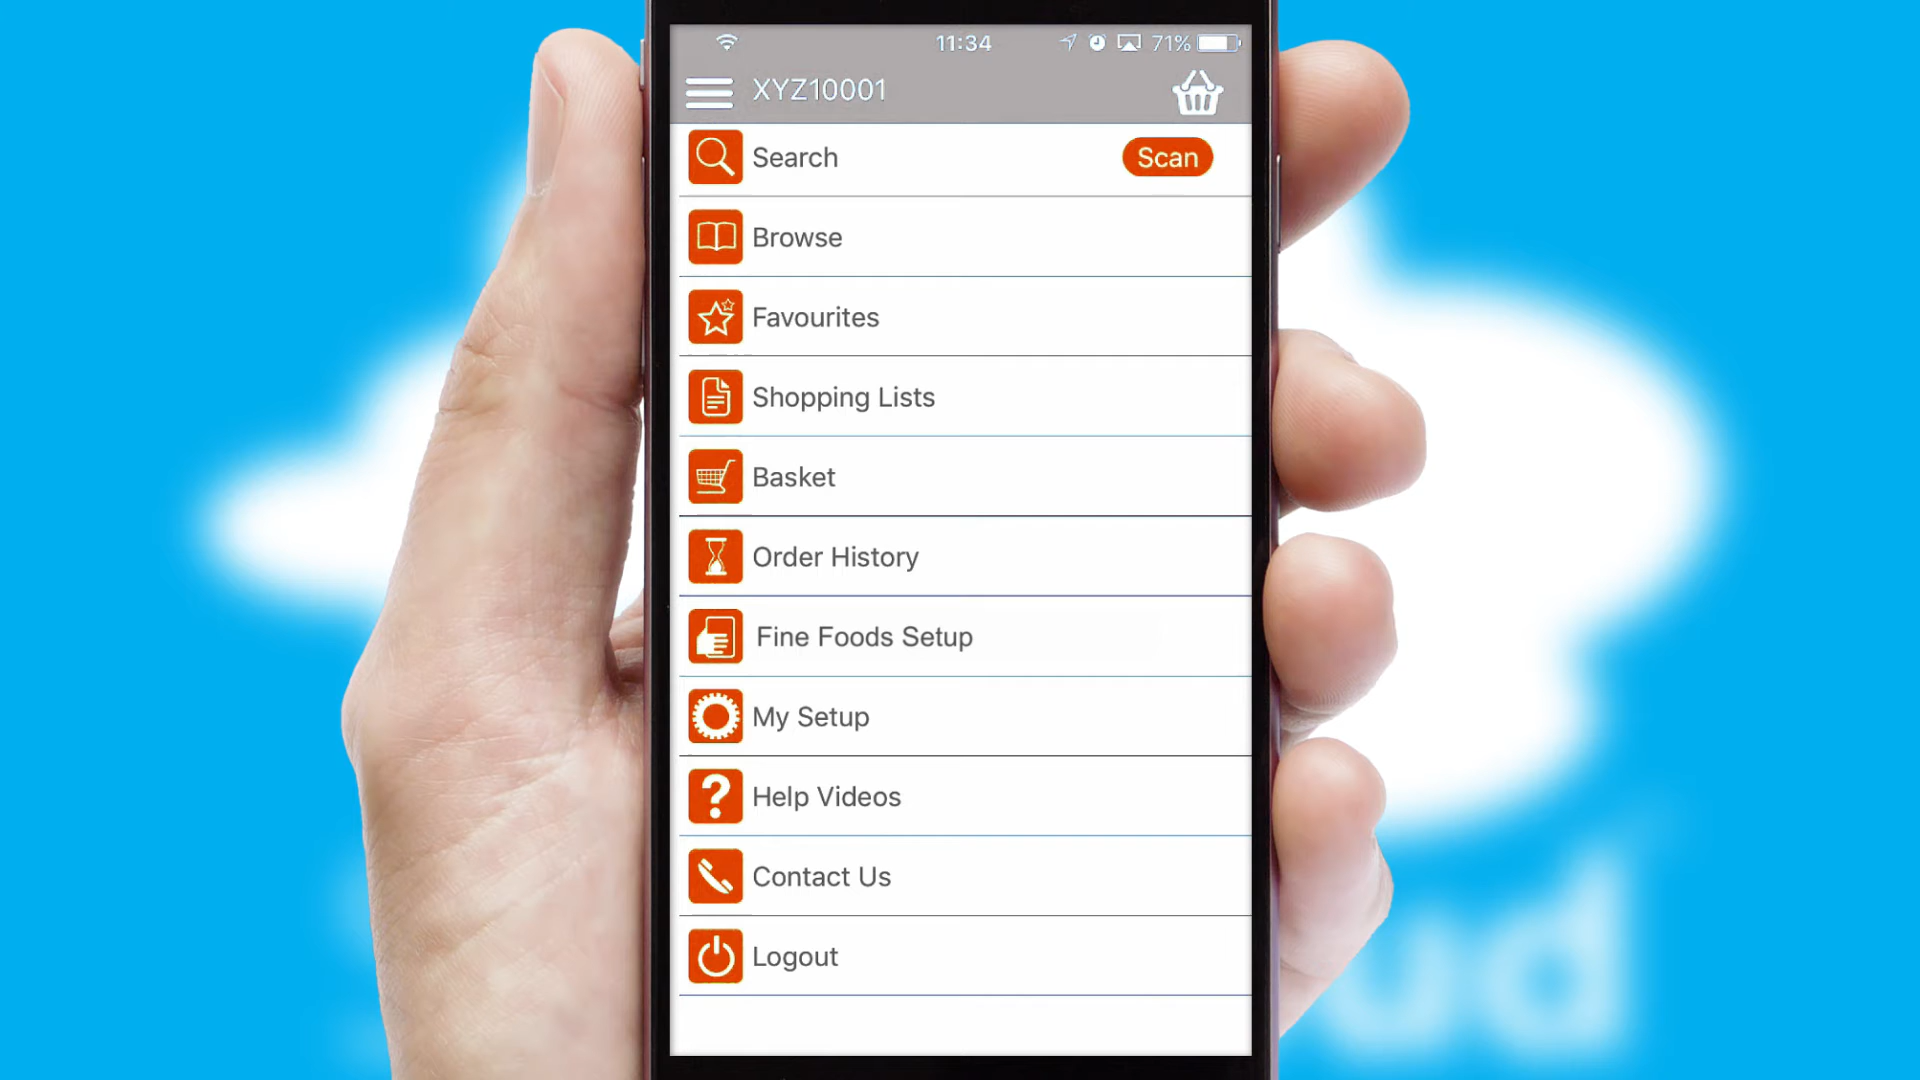 11:34 71%
XYZ10001
Search Scan
Browse
Favourites
Shopping Lists
Basket
Order History
Fine Foods Setup
My Setup
Help Videos
Contact Us
Logout